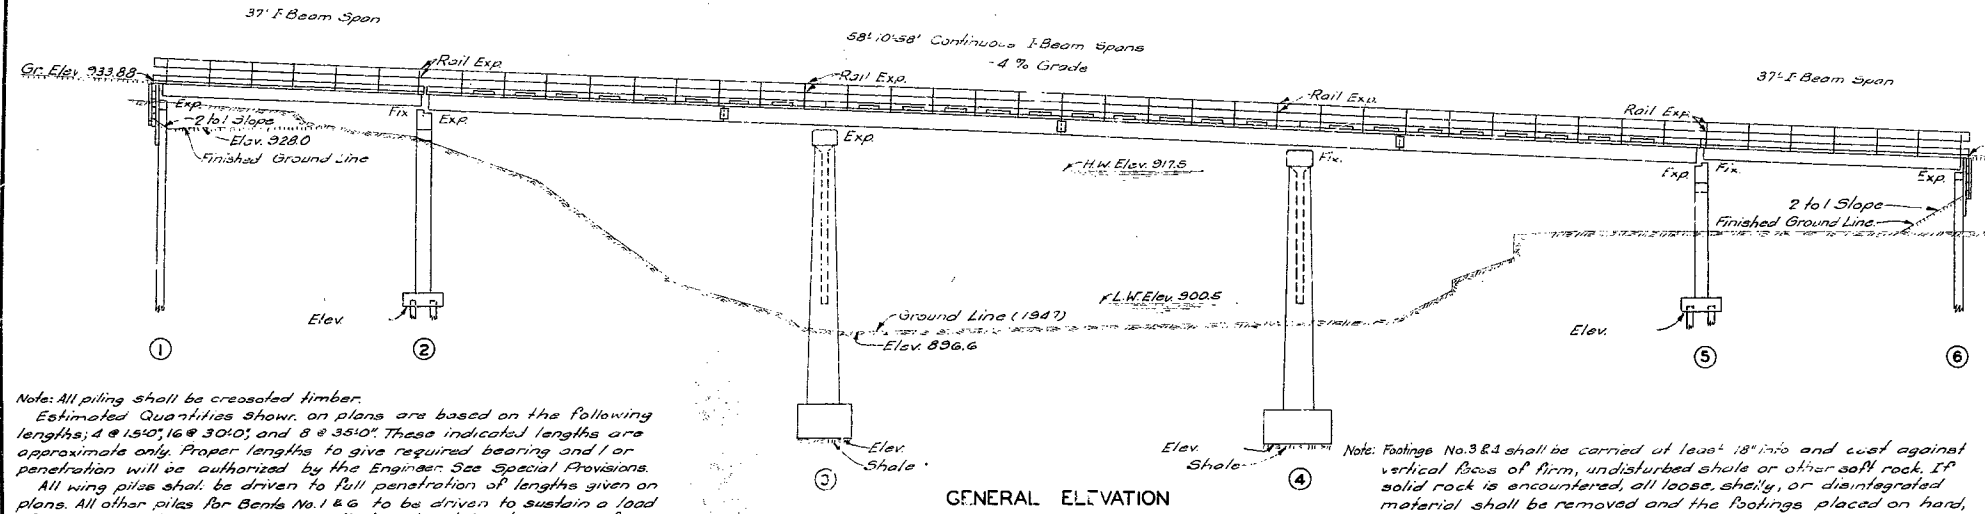 37' I-Beam Span
58'-70'-58' Continuous I-Beam Spans
-4 % Grade
37' I-Beam Span
Gr. Elev. 933.88
Rail Exp.
Rail Exp.
Rail Exp.
Rail Exp.
Exp.
Fix
Exp.
2 to 1 Slope
Elev. 928.0
Finished Ground Line
Exp.
H.W. Elev. 917.5
Fix.
Exp.
Fix.
Exp.
2 to 1 Slope
Finished Ground Line
L.W. Elev. 900.5
Ground Line (1947)
Elev. 896.6
Elev.
Elev.
1
2
5
6
Elev.
Shale
Elev.
Shale
3
4
GENERAL ELEVATION
Note: All piling shall be creosoted timber.
Estimated Quantities shown on plans are based on the following
lengths; 4 @ 15'-0", 16 @ 30'-0", and 8 @ 35'-0". These indicated lengths are
approximate only. Proper lengths to give required bearing and/or
penetration will be authorized by the Engineer. See Special Provisions.
All wing piles shall be driven to full penetration of lengths given on
plans. All other piles for Bents No. 1 & 6 to be driven to sustain a load
Note: Footings No. 3 & 4 shall be carried at least 18" into and cast against
vertical faces of firm, undisturbed shale or other soft rock. If
solid rock is encountered, all loose, shelly, or disintegrated
material shall be removed and the footings placed on hard,